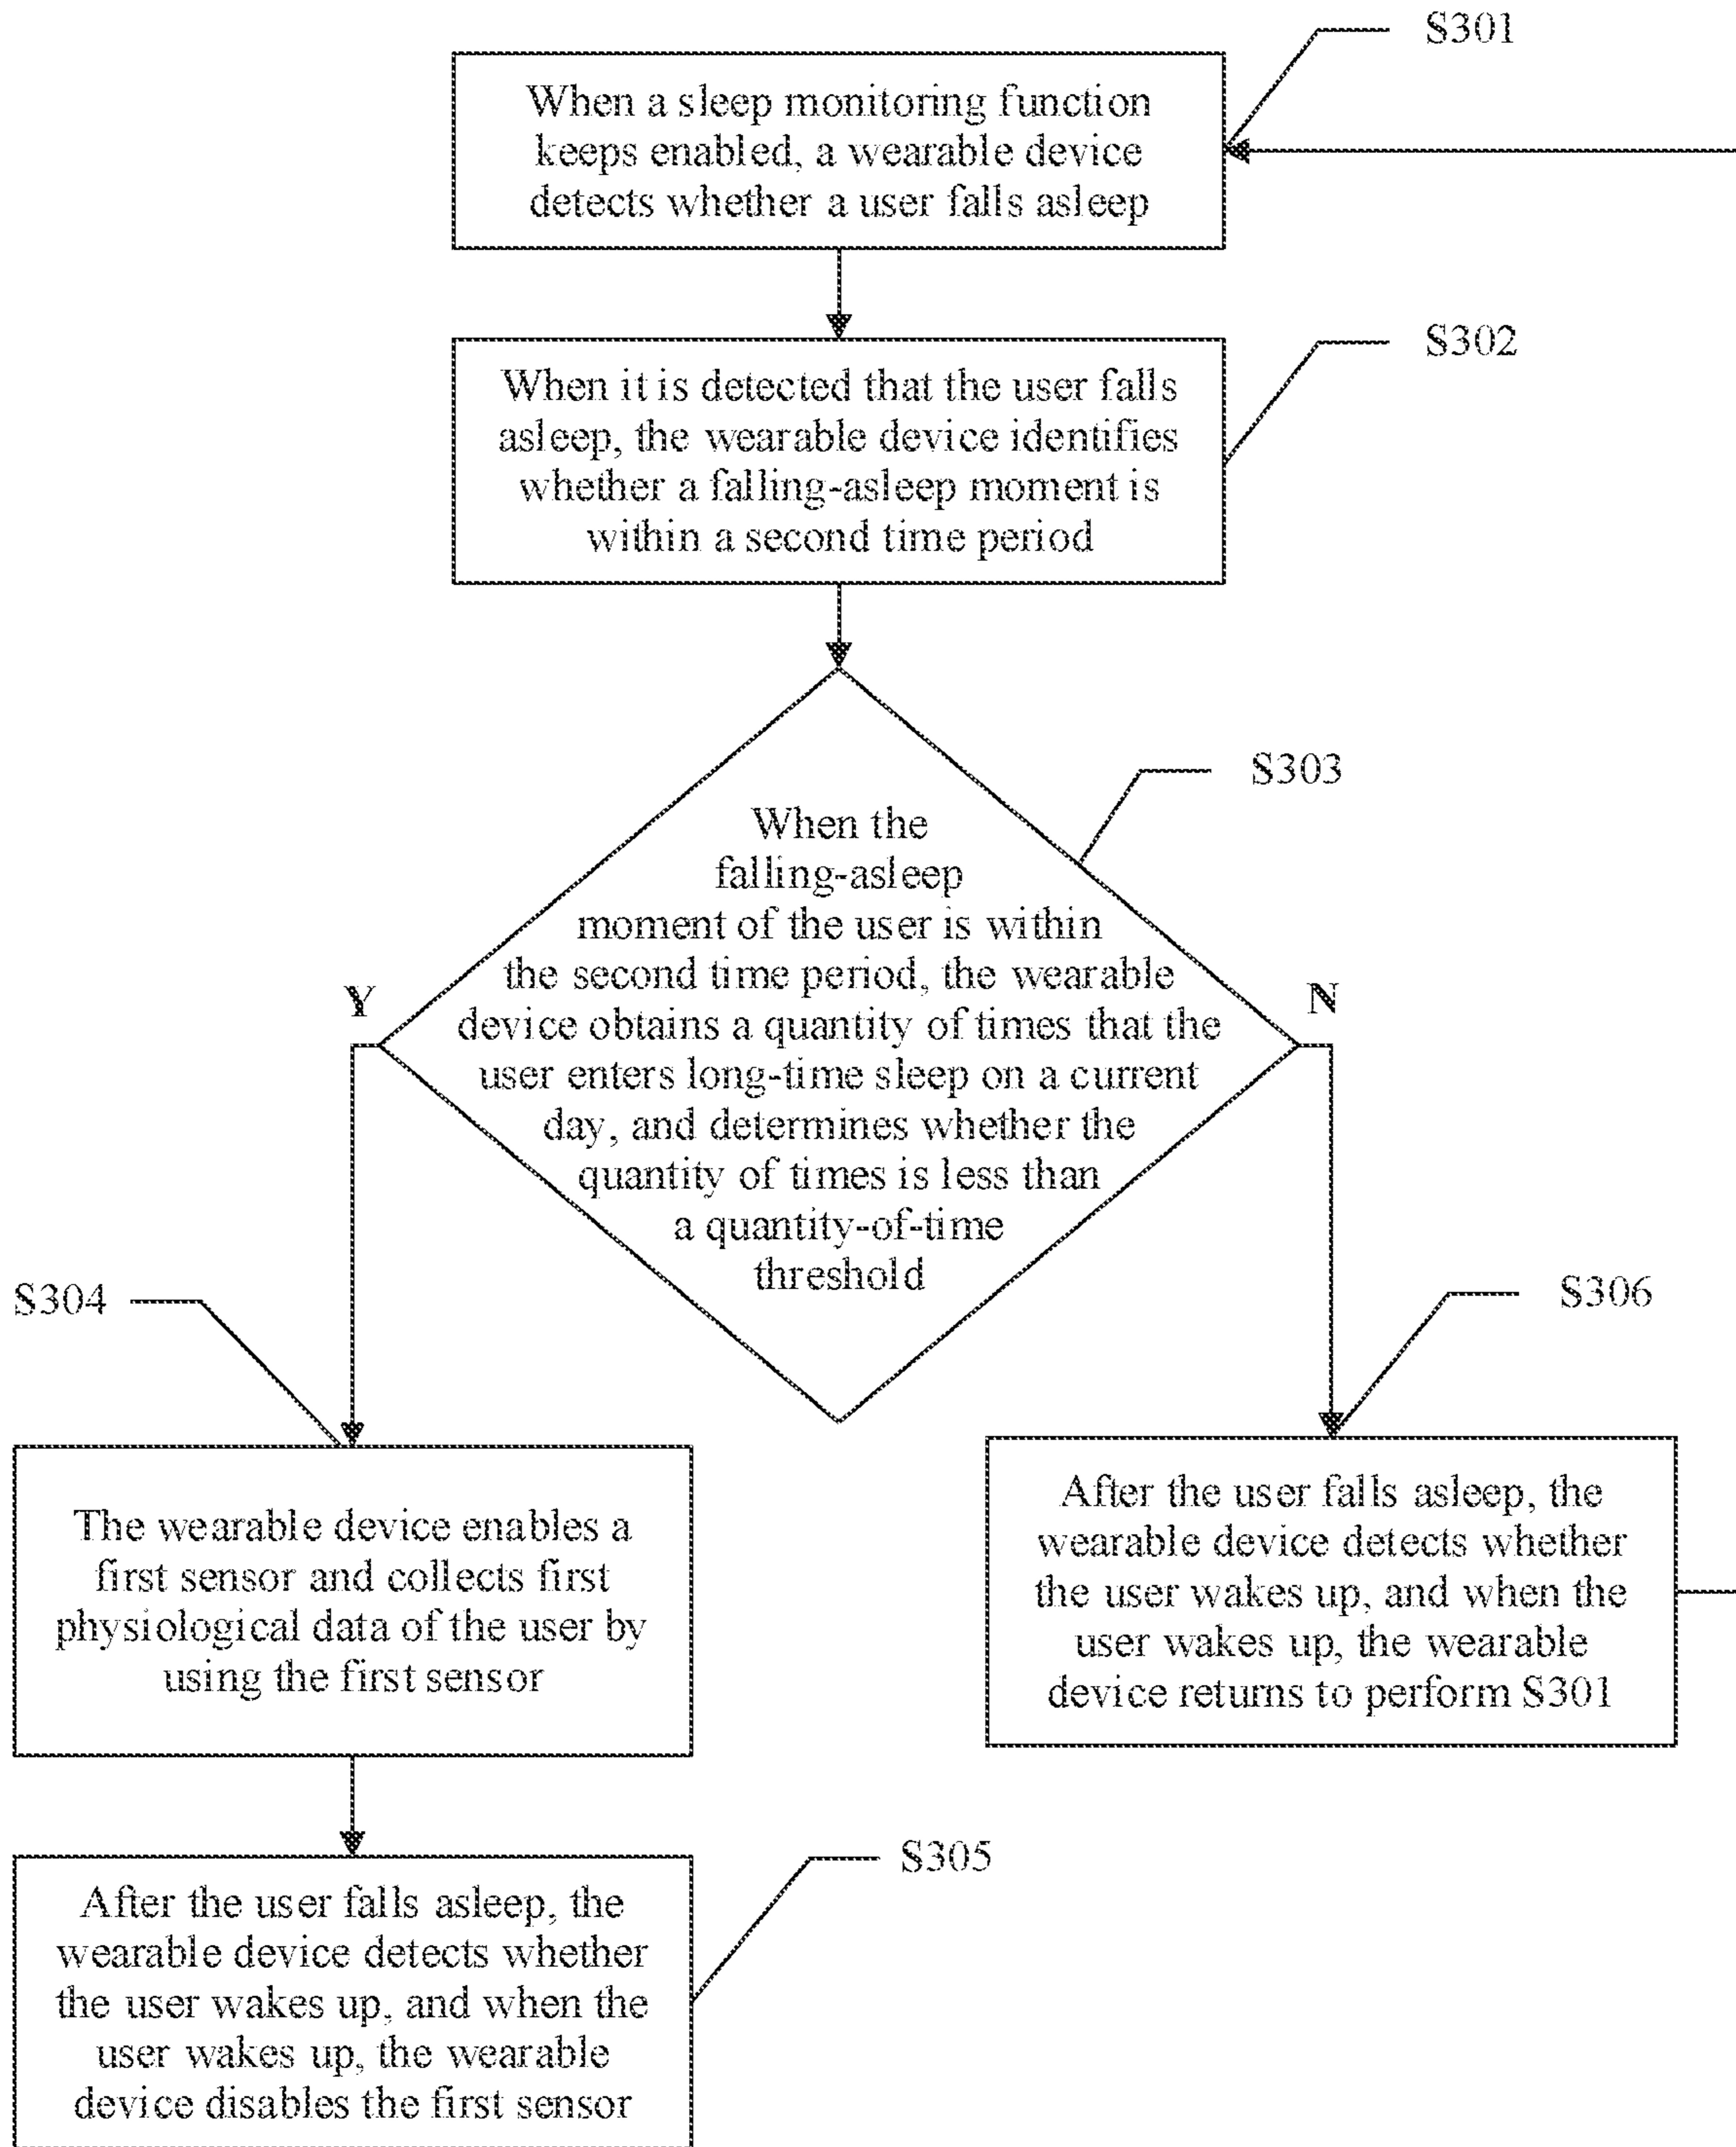 S301
When a sleep monitoring function
keeps enabled, a wearable device
detects whether a user falls asleep
S302
When it is detected that the user falls
asleep, the wearable device identifies
whether a falling-asleep moment is
within a second time period
S303
When the
falling-asleep
moment of the user is within
the second time period, the wearable
device obtains a quantity of times that the
user enters long-time sleep on a current
day, and determines whether the
quantity of times is less than
a quantity-of-time
threshold
Y
N
S304
The wearable device enables a
first sensor and collects first
physiological data of the user by
using the first sensor
S306
After the user falls asleep, the
wearable device detects whether
the user wakes up, and when the
user wakes up, the wearable
device returns to perform S301
S305
After the user falls asleep, the
wearable device detects whether
the user wakes up, and when the
user wakes up, the wearable
device disables the first sensor